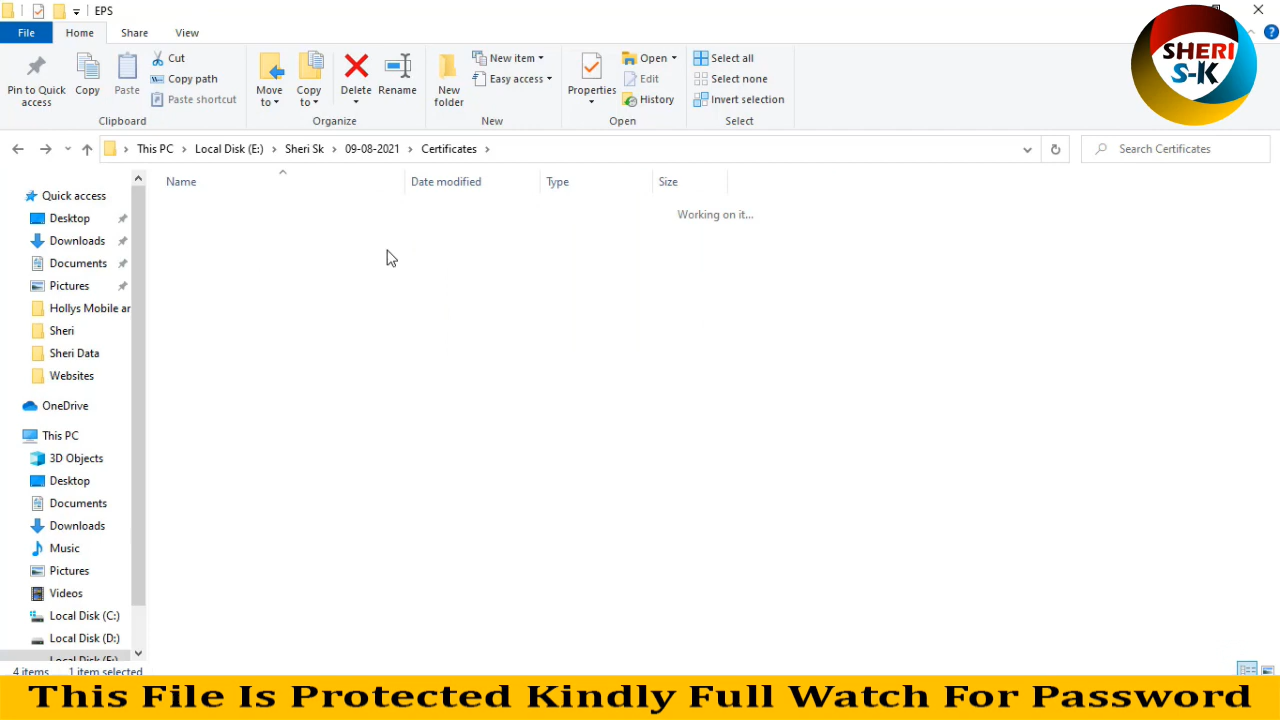 EPS
File
Home
Share
View
SHERI
S-K
Pin to Quick
access
Copy
Paste
Cut
Copy path
Paste shortcut
Clipboard
Move
to
Copy
to
Delete
Rename
Organize
New
folder
New item
Easy access
New
Properties
Open
Edit
History
Open
Select all
Select none
Invert selection
Select
This PC
Local Disk (E:)
Sheri Sk
09-08-2021
Certificates
Search Certificates
Name
Date modified
Type
Size
Working on it...
Quick access
Desktop
Downloads
Documents
Pictures
Hollys Mobile ar
Sheri
Sheri Data
Websites
OneDrive
This PC
3D Objects
Desktop
Documents
Downloads
Music
Pictures
Videos
Local Disk (C:)
Local Disk (D:)
Local Disk (E:)
4 items
1 item selected
This File Is Protected Kindly Full Watch For Password